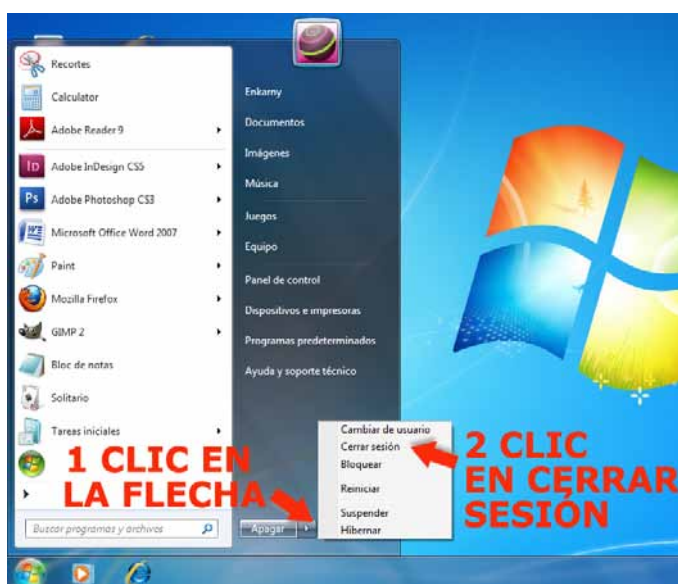 Recortes
Calculator
Adobe Reader 9
Adobe InDesign CS5
Adobe Photoshop CS3
Microsoft Office Word 2007
Paint
Mozilla Firefox
GIMP 2
Bloc de notas
Solitario
Tareas iniciales
Buscar programas y archivos
Enkarny
Documentos
Imágenes
Música
Juegos
Equipo
Panel de control
Dispositivos e impresoras
Programas predeterminados
Ayuda y soporte técnico
Apagar
Cambiar de usuario
Cerrar sesión
Bloquear
Reiniciar
Suspender
Hibernar
1 CLIC EN
LA FLECHA
2 CLIC
EN CERRAR
SESIÓN
ID
Ps